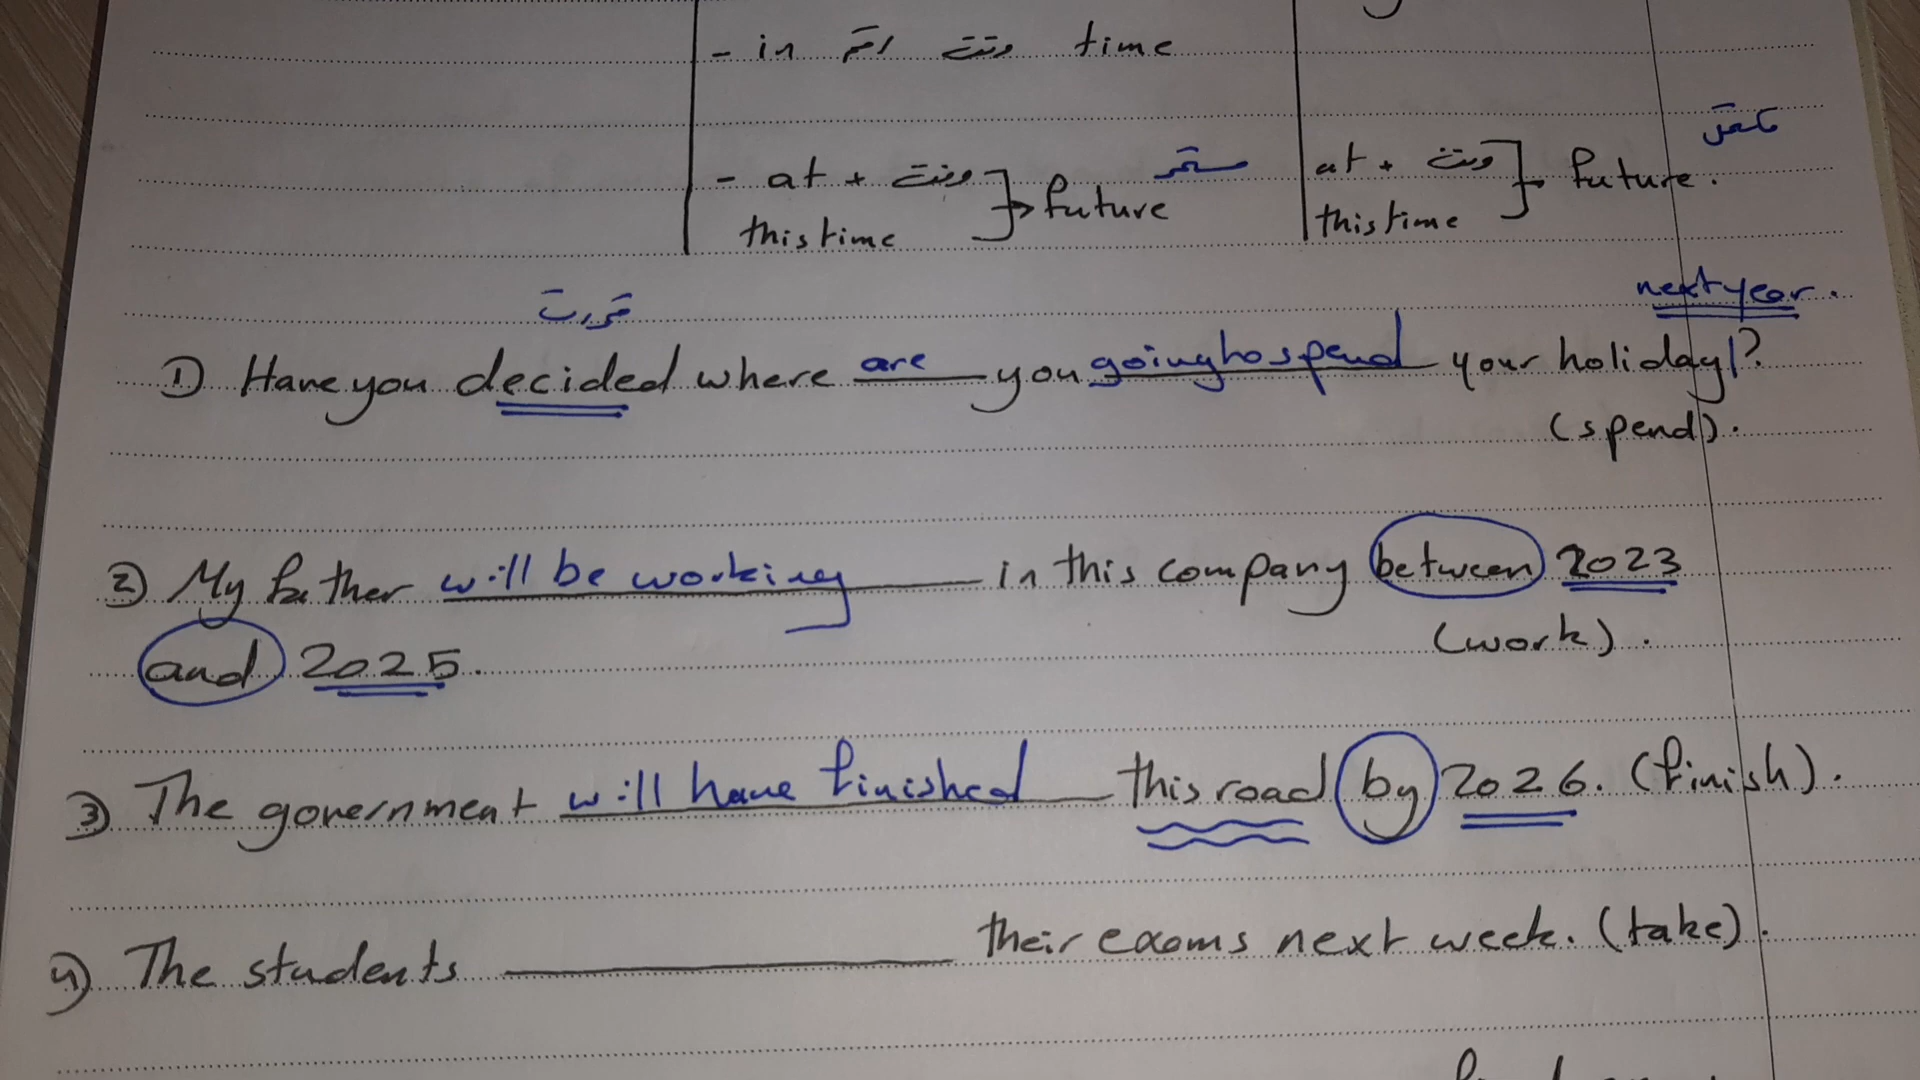 - in اسم وقت time
مكتمل
- at + وقت مستمر at + وقت future.
this time future this time
next year.
قررت
① Have you decided where are you going to spend your holiday?
(spend).
② My father will be working in this company between 2023
(work).
and 2025.
③ The government will have finished this road by 2026. (finish).
4) The students ________ their exams next week. (take).